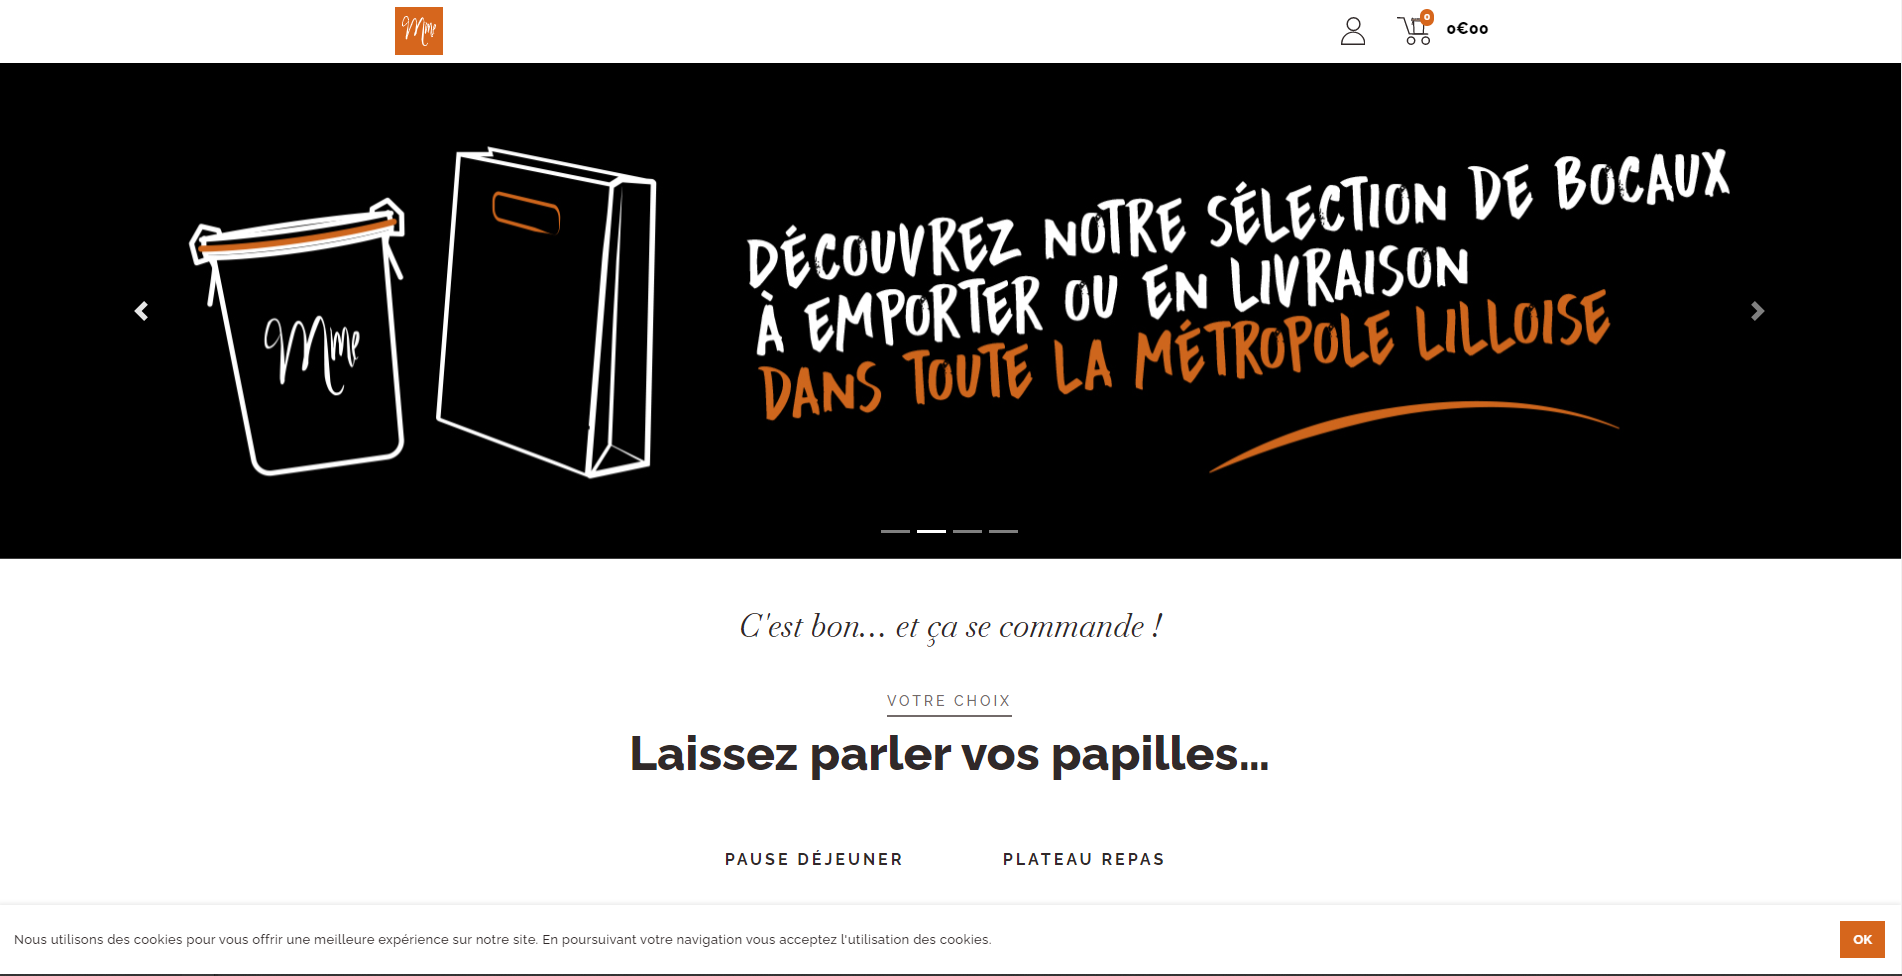 Mme
0
0€00
DÉCOUVREZ NOTRE SÉLECTION DE BOCAUX
À EMPORTER OU EN LIVRAISON
DANS TOUTE LA MÉTROPOLE LILLOISE
Mme
C'est bon... et ça se commande !
VOTRE CHOIX
Laissez parler vos papilles...
PAUSE DÉJEUNER
PLATEAU REPAS
Nous utilisons des cookies pour vous offrir une meilleure expérience sur notre site. En poursuivant votre navigation vous acceptez l'utilisation des cookies.
OK